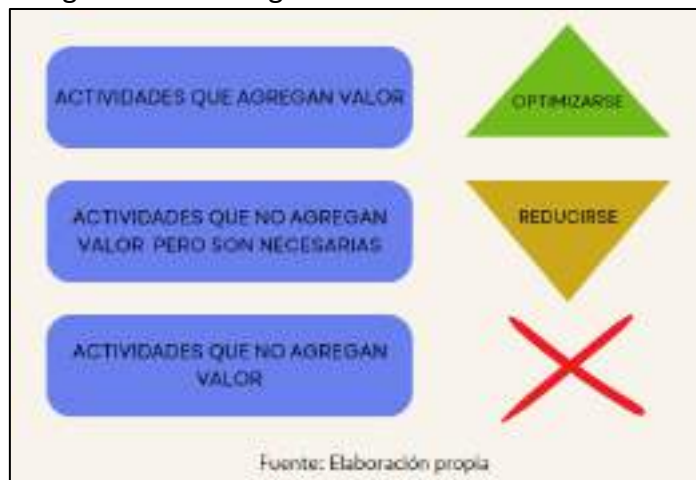 ACTIVIDADES QUE AGREGAN VALOR
OPTIMIZARSE
ACTIVIDADES QUE NO AGREGAN
VALOR PERO SON NECESARIAS
REDUCIRSE
ACTIVIDADES QUE NO AGREGAN
VALOR
Fuente: Elaboración propia